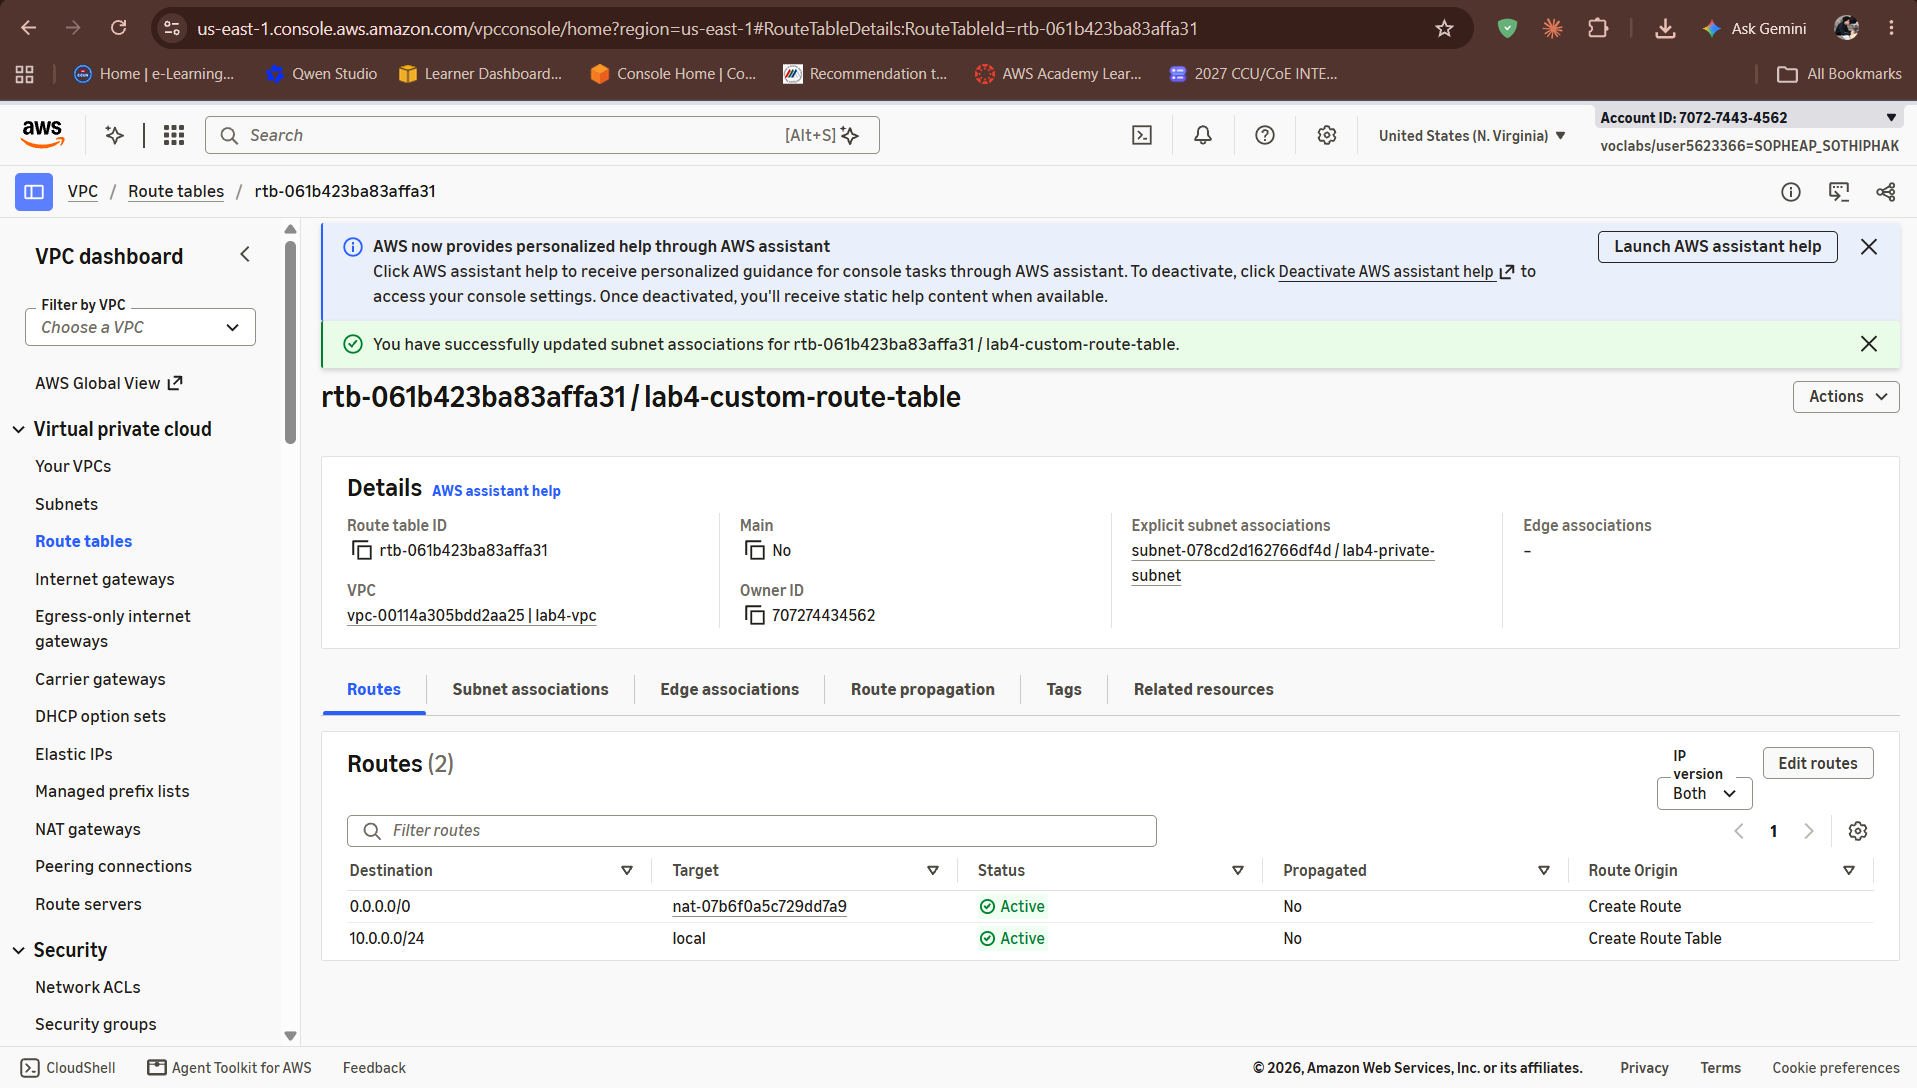 us-east-1.console.aws.amazon.com/vpcconsole/home?region=us-east-1#RouteTableDetails:RouteTableId=rtb-061b423ba83affa31
Ask Gemini
Home | e-Learning...
Qwen Studio
Learner Dashboard...
Console Home | Co...
Recommendation t...
AWS Academy Lear...
2027 CCU/CoE INTE...
All Bookmarks
aws
Search
[Alt+S]
United States (N. Virginia)
Account ID: 7072-7443-4562
voclabs/user5623366=SOPHEAP_SOTHIPHAK
VPC / Route tables / rtb-061b423ba83affa31
VPC dashboard
Filter by VPC
Choose a VPC
AWS Global View
Virtual private cloud
Your VPCs
Subnets
Route tables
Internet gateways
Egress-only internet
gateways
Carrier gateways
DHCP option sets
Elastic IPs
Managed prefix lists
NAT gateways
Peering connections
Route servers
Security
Network ACLs
Security groups
AWS now provides personalized help through AWS assistant
Click AWS assistant help to receive personalized guidance for console tasks through AWS assistant. To deactivate, click Deactivate AWS assistant help to
access your console settings. Once deactivated, you'll receive static help content when available.
Launch AWS assistant help
You have successfully updated subnet associations for rtb-061b423ba83affa31 / lab4-custom-route-table.
rtb-061b423ba83affa31 / lab4-custom-route-table
Actions
Details AWS assistant help
Route table ID
rtb-061b423ba83affa31
VPC
vpc-00114a305bdd2aa25 | lab4-vpc
Main
No
Owner ID
707274434562
Explicit subnet associations
subnet-078cd2d162766df4d / lab4-private-
subnet
Edge associations
–
Routes
Subnet associations
Edge associations
Route propagation
Tags
Related resources
Routes (2)
IP
version
Both
Edit routes
Filter routes
1
Destination Target Status Propagated Route Origin
0.0.0.0/0 nat-07b6f0a5c729dd7a9 Active No Create Route
10.0.0.0/24 local Active No Create Route Table
CloudShell
Agent Toolkit for AWS
Feedback
© 2026, Amazon Web Services, Inc. or its affiliates.
Privacy
Terms
Cookie preferences